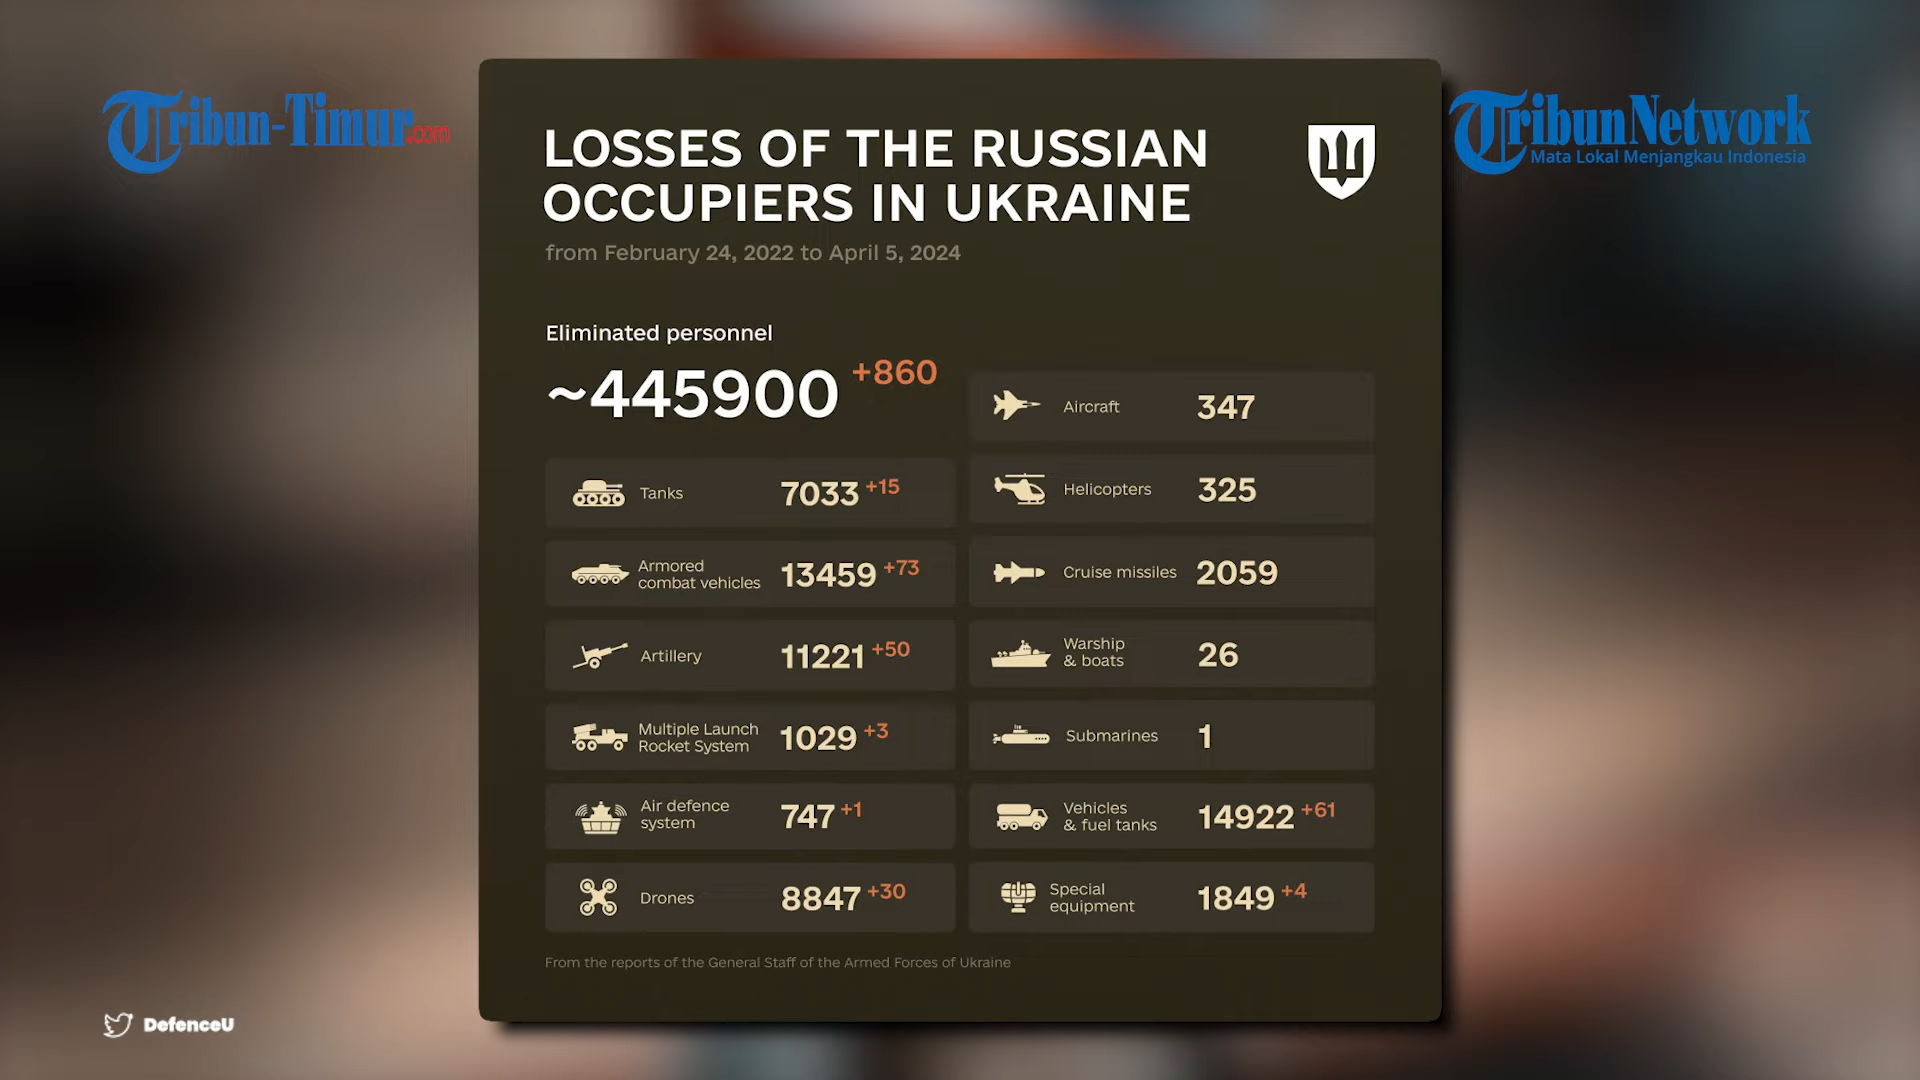 Tribun-Timur.com
TribunNetwork
Mata Lokal Menjangkau Indonesia
LOSSES OF THE RUSSIAN
OCCUPIERS IN UKRAINE
from February 24, 2022 to April 5, 2024
Eliminated personnel
~445900 +860
Tanks 7033 +15
Armored
combat vehicles 13459 +73
Artillery 11221 +50
Multiple Launch
Rocket System 1029 +3
Air defence
system 747 +1
Drones 8847 +30
Aircraft 347
Helicopters 325
Cruise missiles 2059
Warship
& boats 26
Submarines 1
Vehicles
& fuel tanks 14922 +61
Special
equipment 1849 +4
From the reports of the General Staff of the Armed Forces of Ukraine
DefenceU